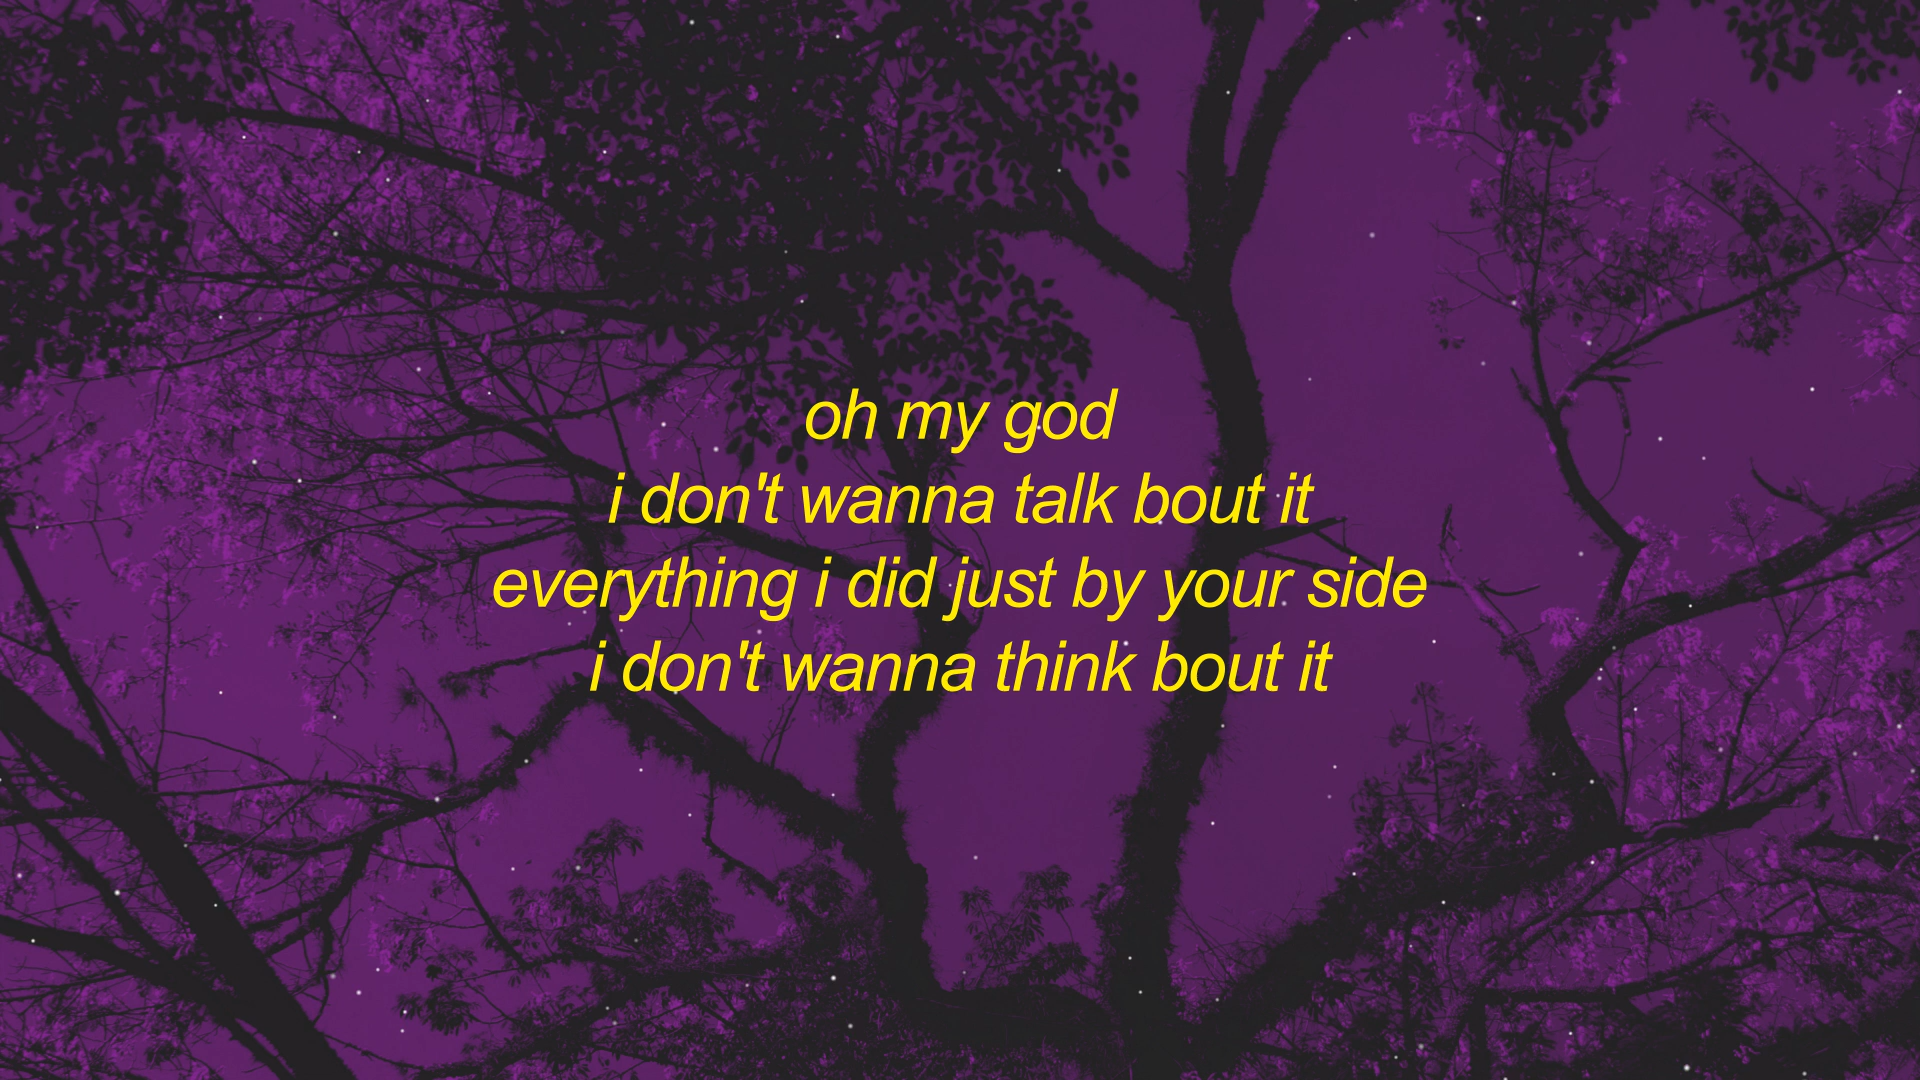 oh my god
i don't wanna talk bout it
everything i did just by your side
i don't wanna think bout it